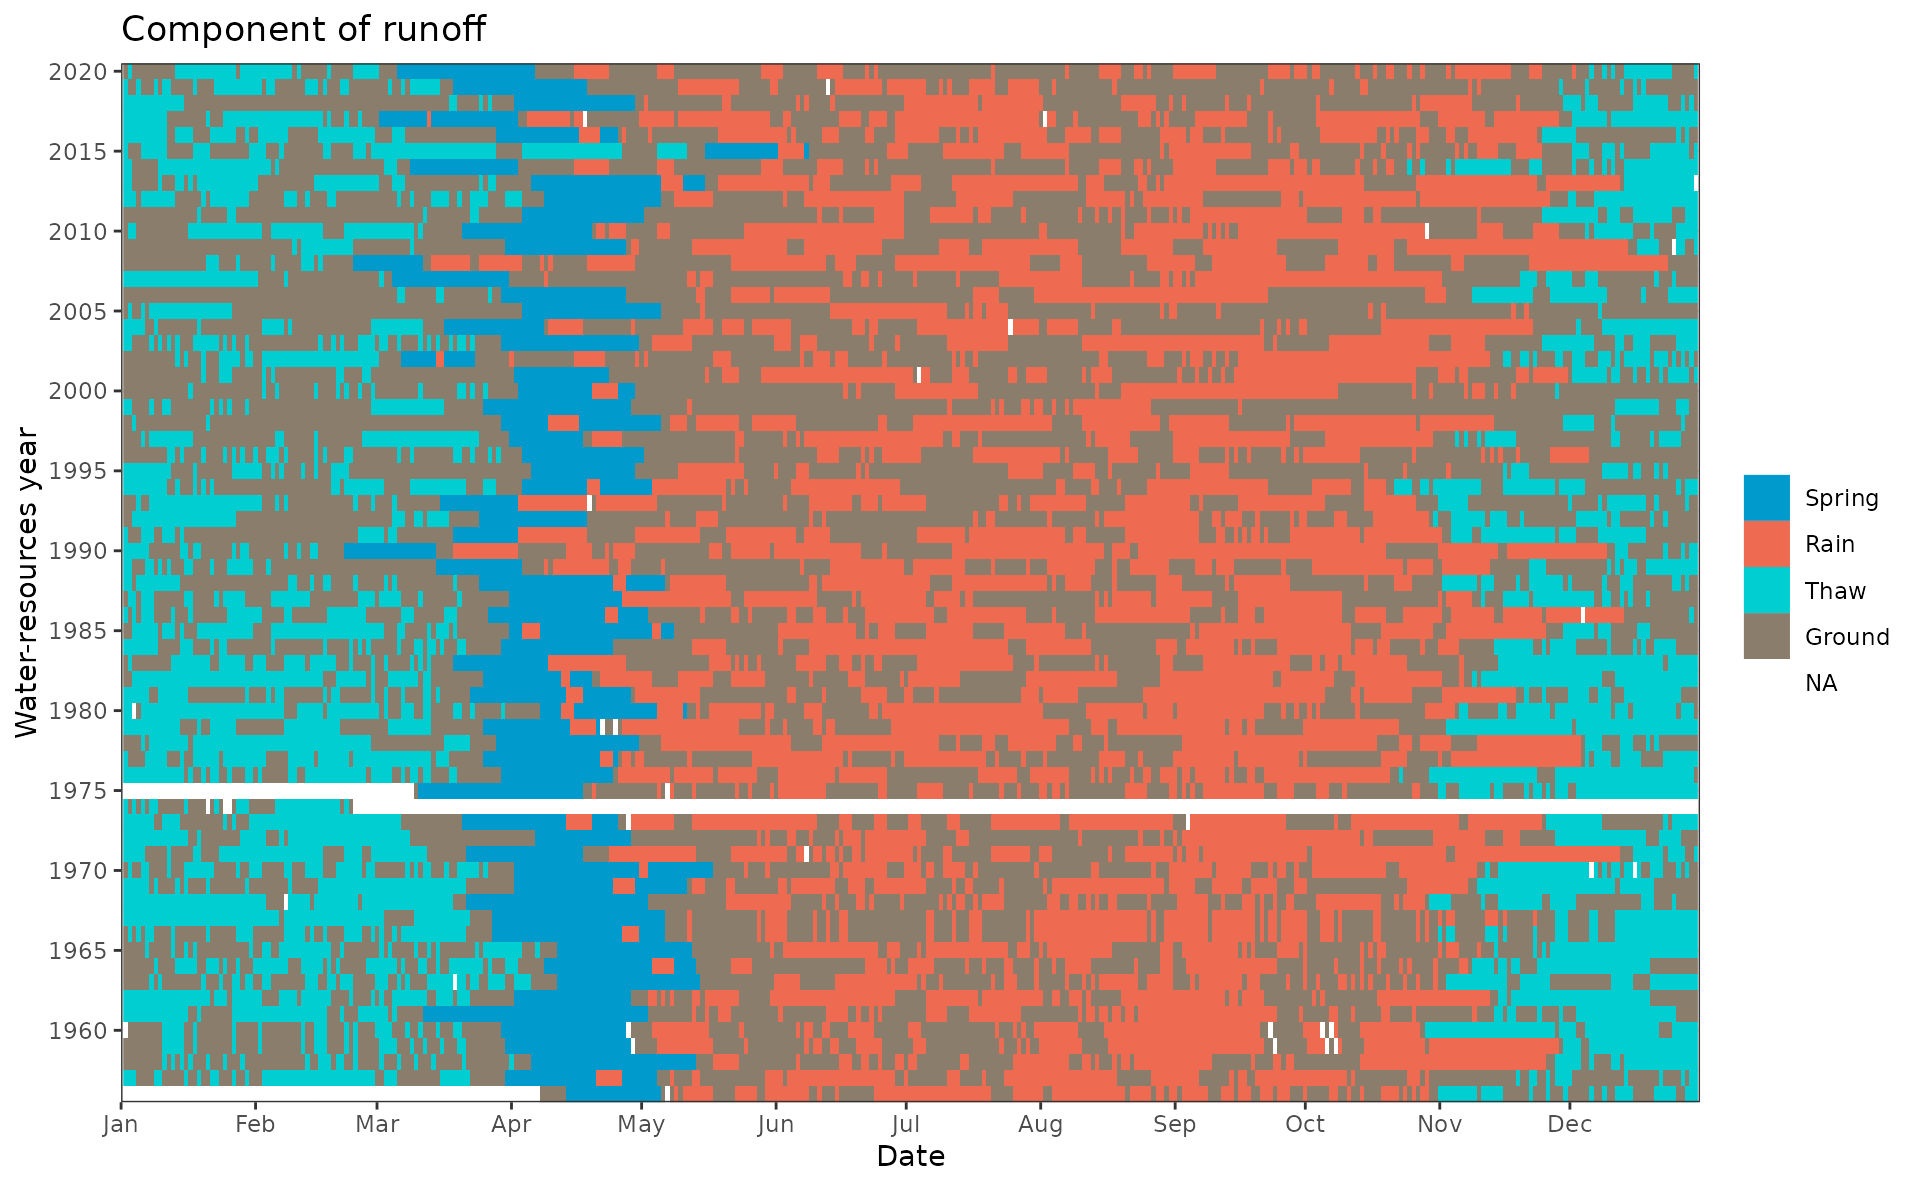 Component of runoff
Water-resources year
2020
2015
2010
2005
2000
1995
1990
1985
1980
1975
1970
1965
1960
Jan Feb Mar Apr May Jun Jul Aug Sep Oct Nov Dec
Date
Spring
Rain
Thaw
Ground
NA